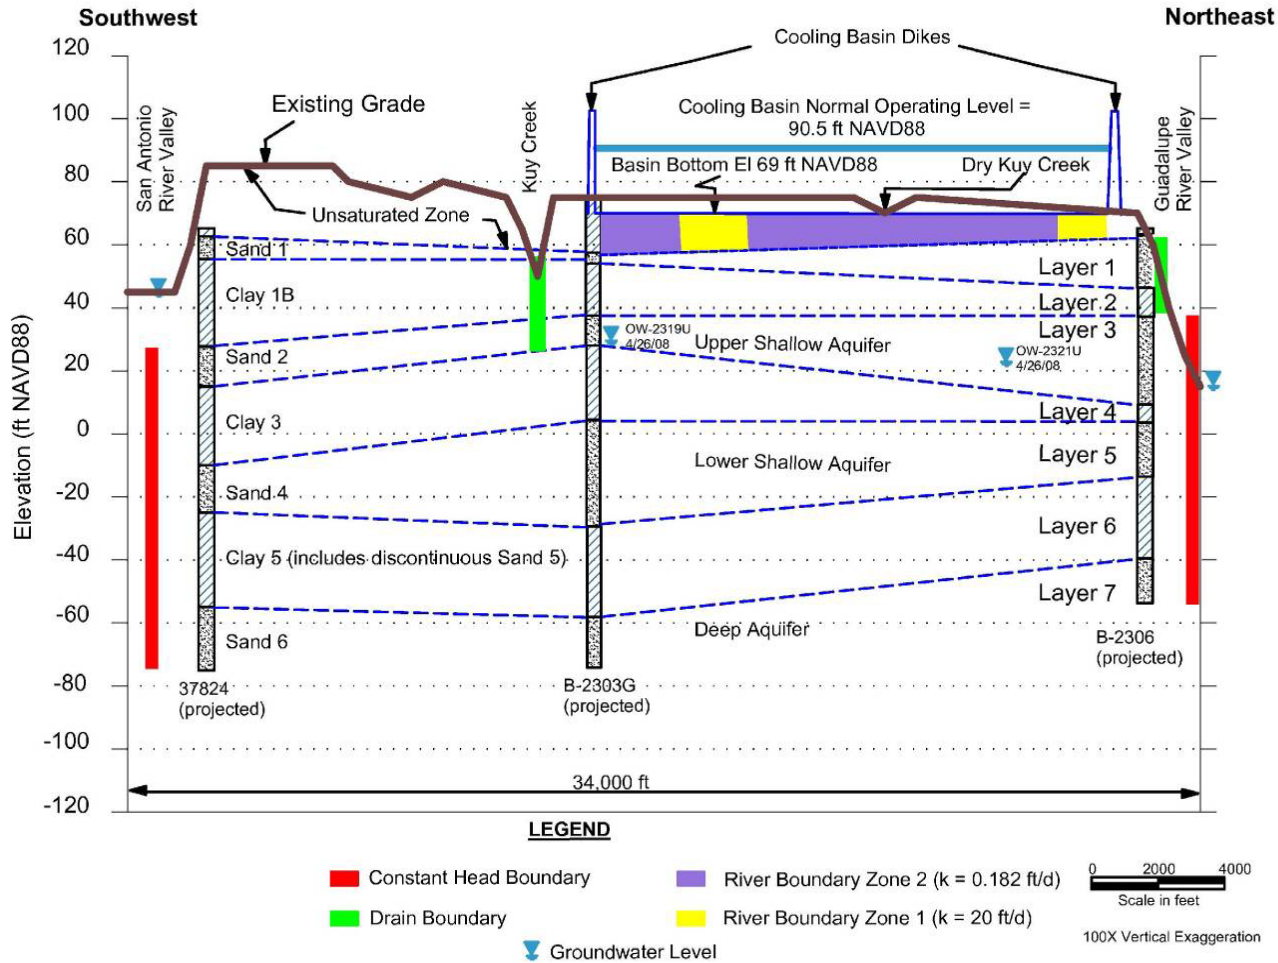 Southwest
Northeast
Cooling Basin Dikes
120
100
80
60
40
20
0
-20
-40
-60
-80
-100
-120
Elevation (ft NAVD88)
San Antonio
River Valley
Existing Grade
Kuy Creek
Cooling Basin Normal Operating Level =
90.5 ft NAVD88
Guadalupe
River Valley
Basin Bottom El 69 ft NAVD88
Dry Kuy Creek
Unsaturated Zone
Sand 1
Clay 1B
Sand 2
Clay 3
Sand 4
Clay 5 (includes discontinuous Sand 5)
Sand 6
OW-2319U
4/26/08
Upper Shallow Aquifer
OW-2321U
4/26/08
Lower Shallow Aquifer
Deep Aquifer
Layer 1
Layer 2
Layer 3
Layer 4
Layer 5
Layer 6
Layer 7
37824
(projected)
B-2303G
(projected)
B-2306
(projected)
34,000 ft
LEGEND
Constant Head Boundary
River Boundary Zone 2 (k = 0.182 ft/d)
Drain Boundary
River Boundary Zone 1 (k = 20 ft/d)
Groundwater Level
0 2000 4000
Scale in feet
100X Vertical Exaggeration